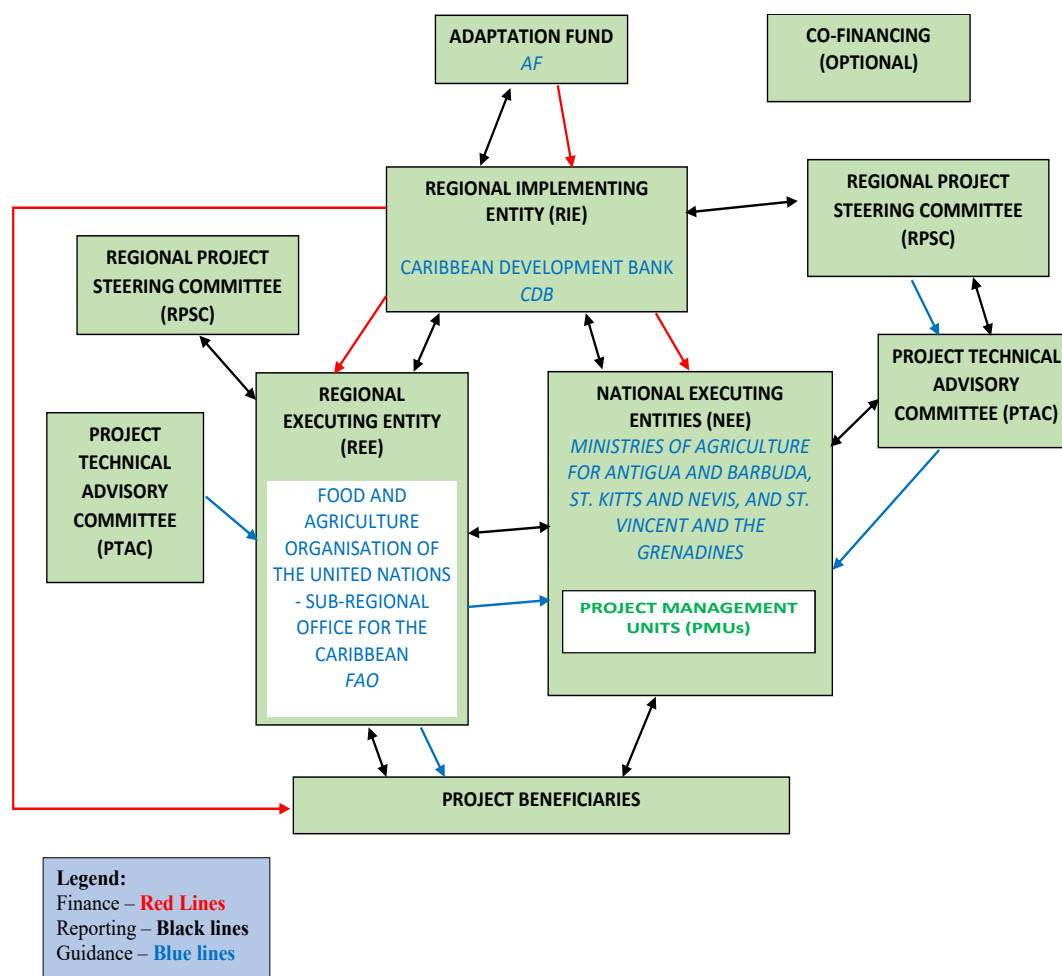 ADAPTATION FUND
AF
CO-FINANCING
(OPTIONAL)
REGIONAL IMPLEMENTING
ENTITY (RIE)
CARIBBEAN DEVELOPMENT BANK
CDB
REGIONAL PROJECT
STEERING COMMITTEE
(RPSC)
REGIONAL PROJECT
STEERING COMMITTEE
(RPSC)
PROJECT TECHNICAL
ADVISORY
COMMITTEE (PTAC)
REGIONAL
EXECUTING ENTITY
(REE)
FOOD AND
AGRICULTURE
ORGANISATION OF
THE UNITED NATIONS
- SUB-REGIONAL
OFFICE FOR THE
CARIBBEAN
FAO
NATIONAL EXECUTING
ENTITIES (NEE)
MINISTRIES OF AGRICULTURE
FOR ANTIGUA AND BARBUDA,
ST. KITTS AND NEVIS, AND ST.
VINCENT AND THE
GRENADINES
PROJECT MANAGEMENT
UNITS (PMUs)
PROJECT
TECHNICAL
ADVISORY
COMMITTEE
(PTAC)
PROJECT BENEFICIARIES
Legend:
Finance – Red Lines
Reporting – Black lines
Guidance – Blue lines